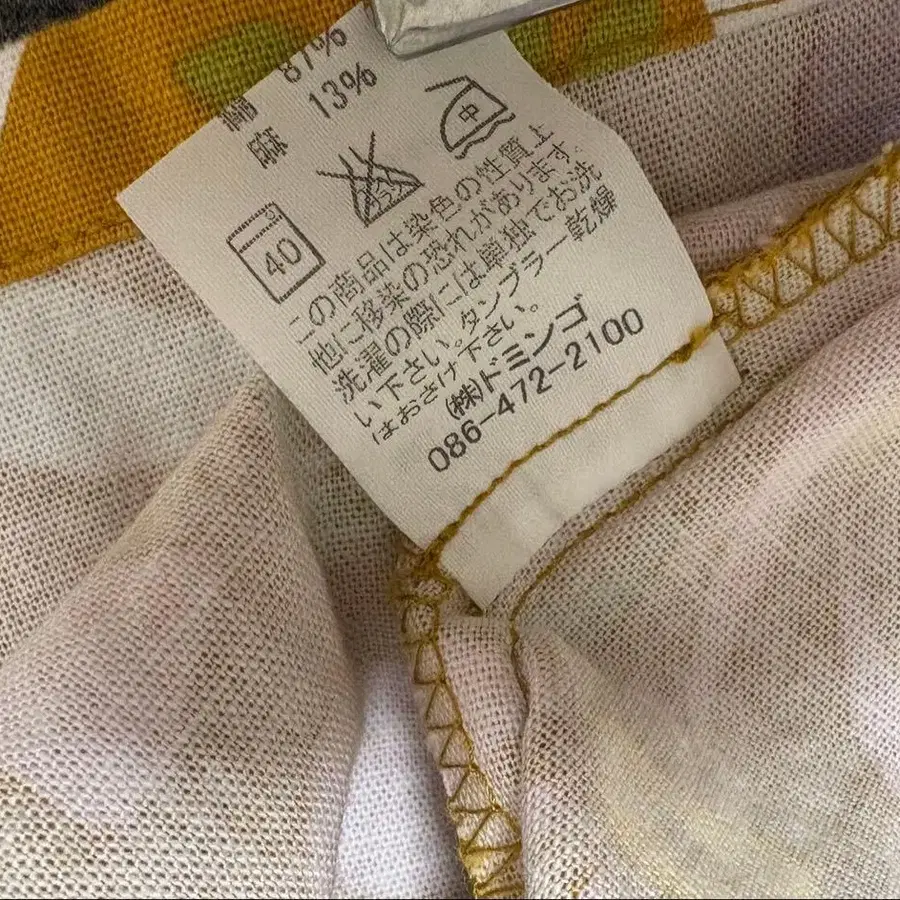 綿 87%
麻 13%
40
エンソ
中
この商品は染色の性質上
他に移染の恐れがあります。
洗濯の際には単独でお洗
い下さい。タンブラー乾燥
はおさけ下さい。
(株)ドミンゴ
086-472-2100